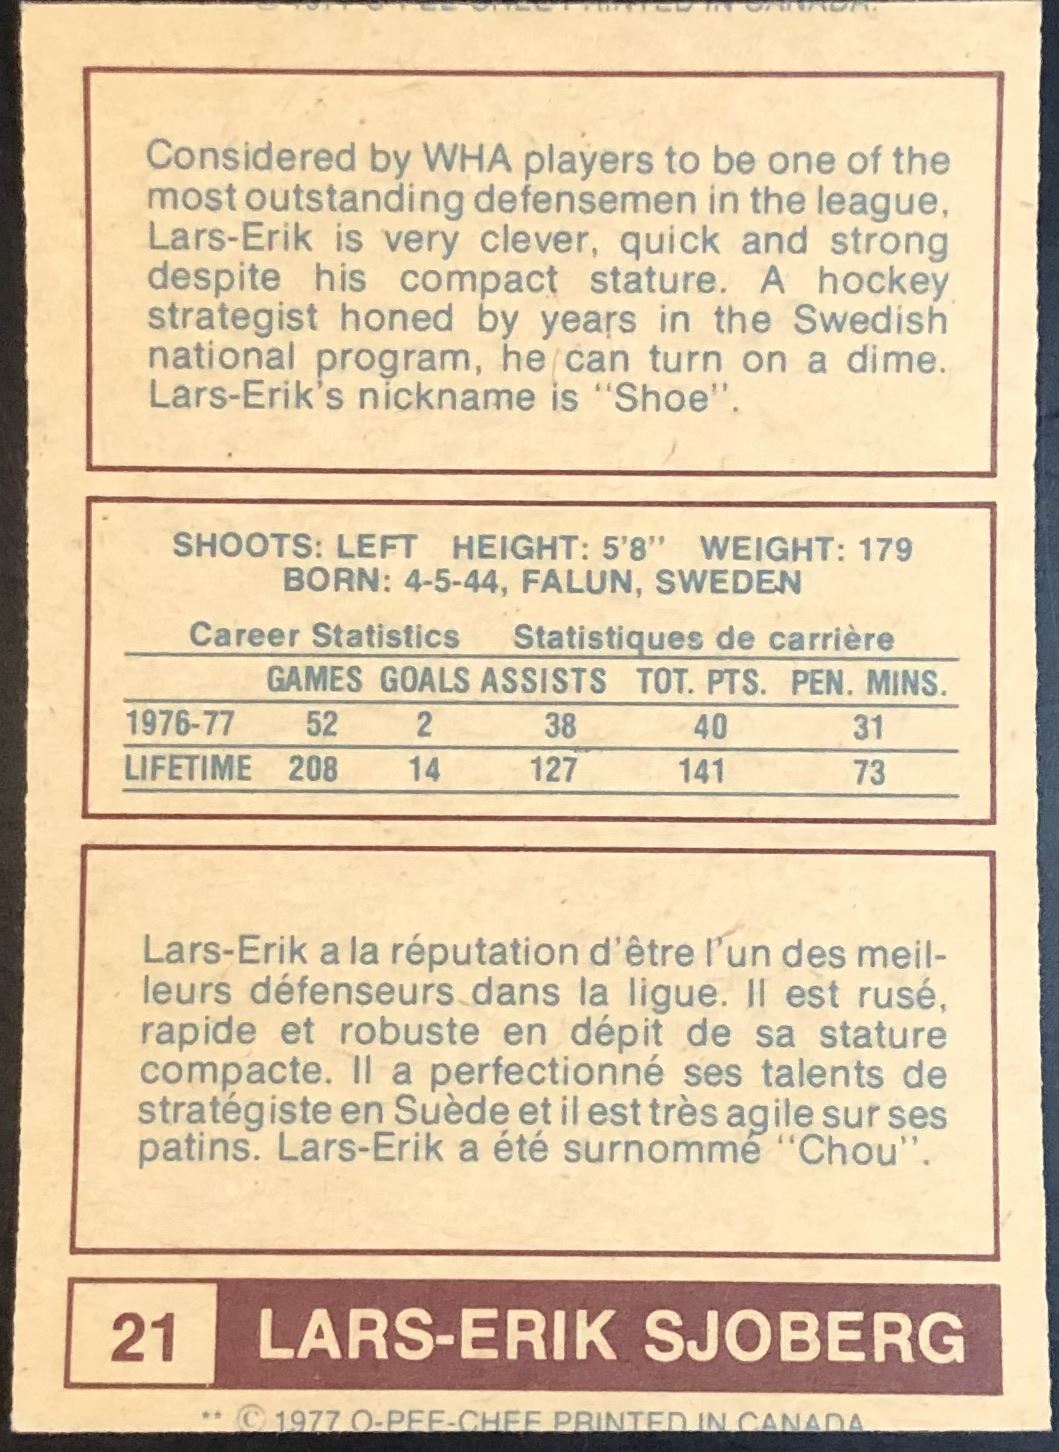 © 1977 O-PEE-CHEE PRINTED IN CANADA.
Considered by WHA players to be one of the
most outstanding defensemen in the league,
Lars-Erik is very clever, quick and strong
despite his compact stature. A hockey
strategist honed by years in the Swedish
national program, he can turn on a dime.
Lars-Erik's nickname is "Shoe".
SHOOTS: LEFT HEIGHT: 5'8" WEIGHT: 179
BORN: 4-5-44, FALUN, SWEDEN
Career Statistics Statistiques de carrière
GAMES GOALS ASSISTS TOT. PTS. PEN. MINS.
1976-77 52 2 38 40 31
LIFETIME 208 14 127 141 73
Lars-Erik a la réputation d'être l'un des meil-
leurs défenseurs dans la ligue. Il est rusé,
rapide et robuste en dépit de sa stature
compacte. Il a perfectionné ses talents de
stratégiste en Suède et il est très agile sur ses
patins. Lars-Erik a été surnommé "Chou".
21 LARS-ERIK SJOBERG
** © 1977 O-PEE-CHEE PRINTED IN CANADA